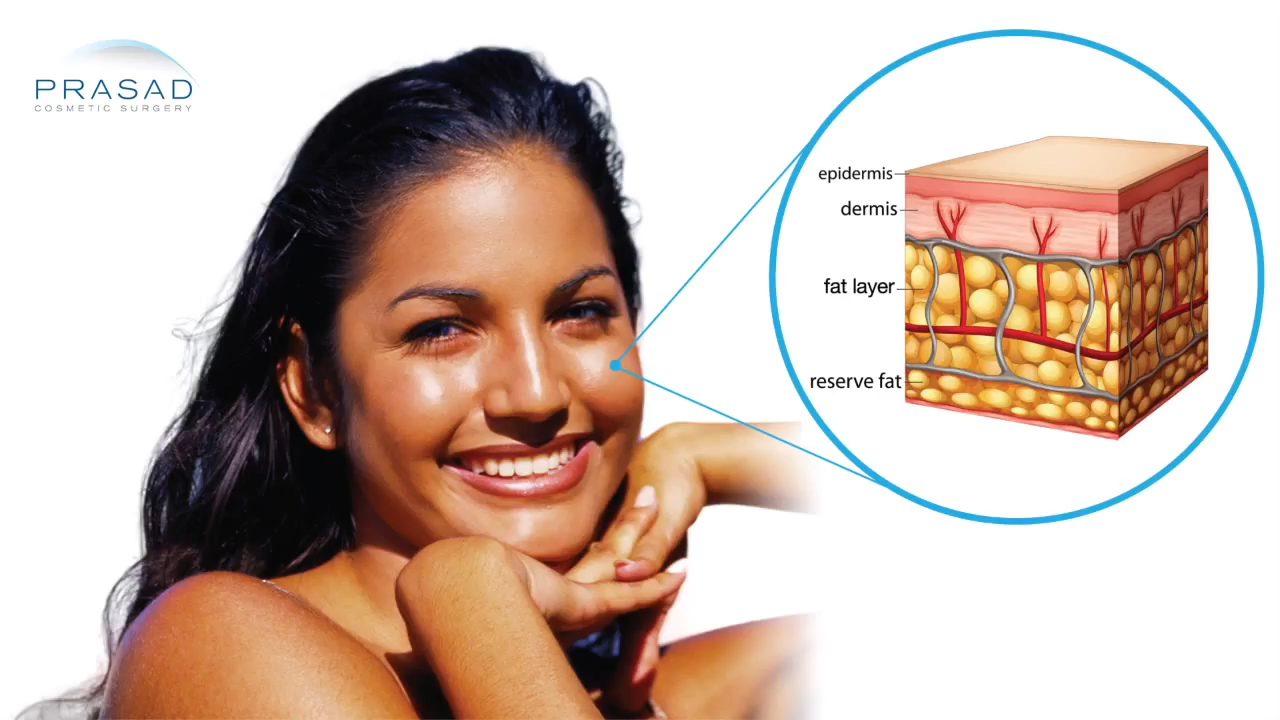 PRASAD
COSMETIC SURGERY
epidermis
dermis
fat layer
reserve fat